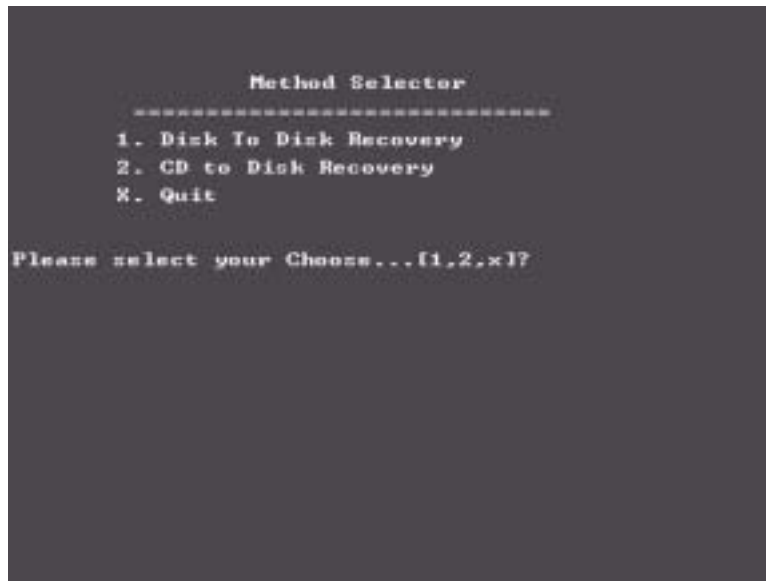 Method Selector
-----------------------------
1. Disk To Disk Recovery
2. CD to Disk Recovery
X. Quit
Please select your Choose...[1,2,x]?